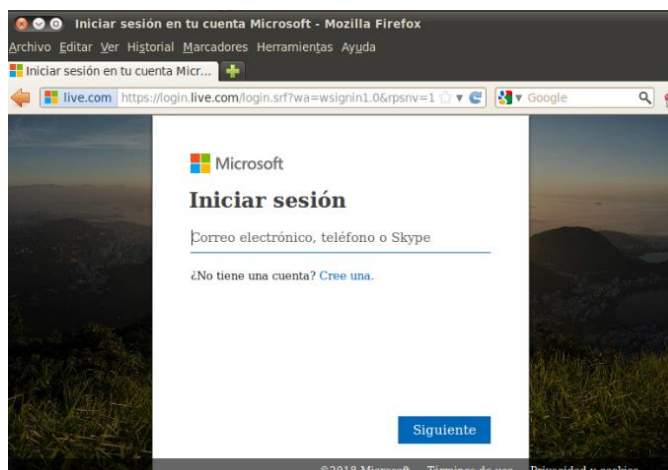 Iniciar sesión en tu cuenta Microsoft - Mozilla Firefox
Archivo Editar Ver Historial Marcadores Herramientas Ayuda
Iniciar sesión en tu cuenta Micr...
live.com https://login.live.com/login.srf?wa=wsignin1.0&rpsnv=1 Google
Microsoft
Iniciar sesión
Correo electrónico, teléfono o Skype
¿No tiene una cuenta? Cree una.
Siguiente
©2018 Microsoft Términos de uso Privacidad y cookies